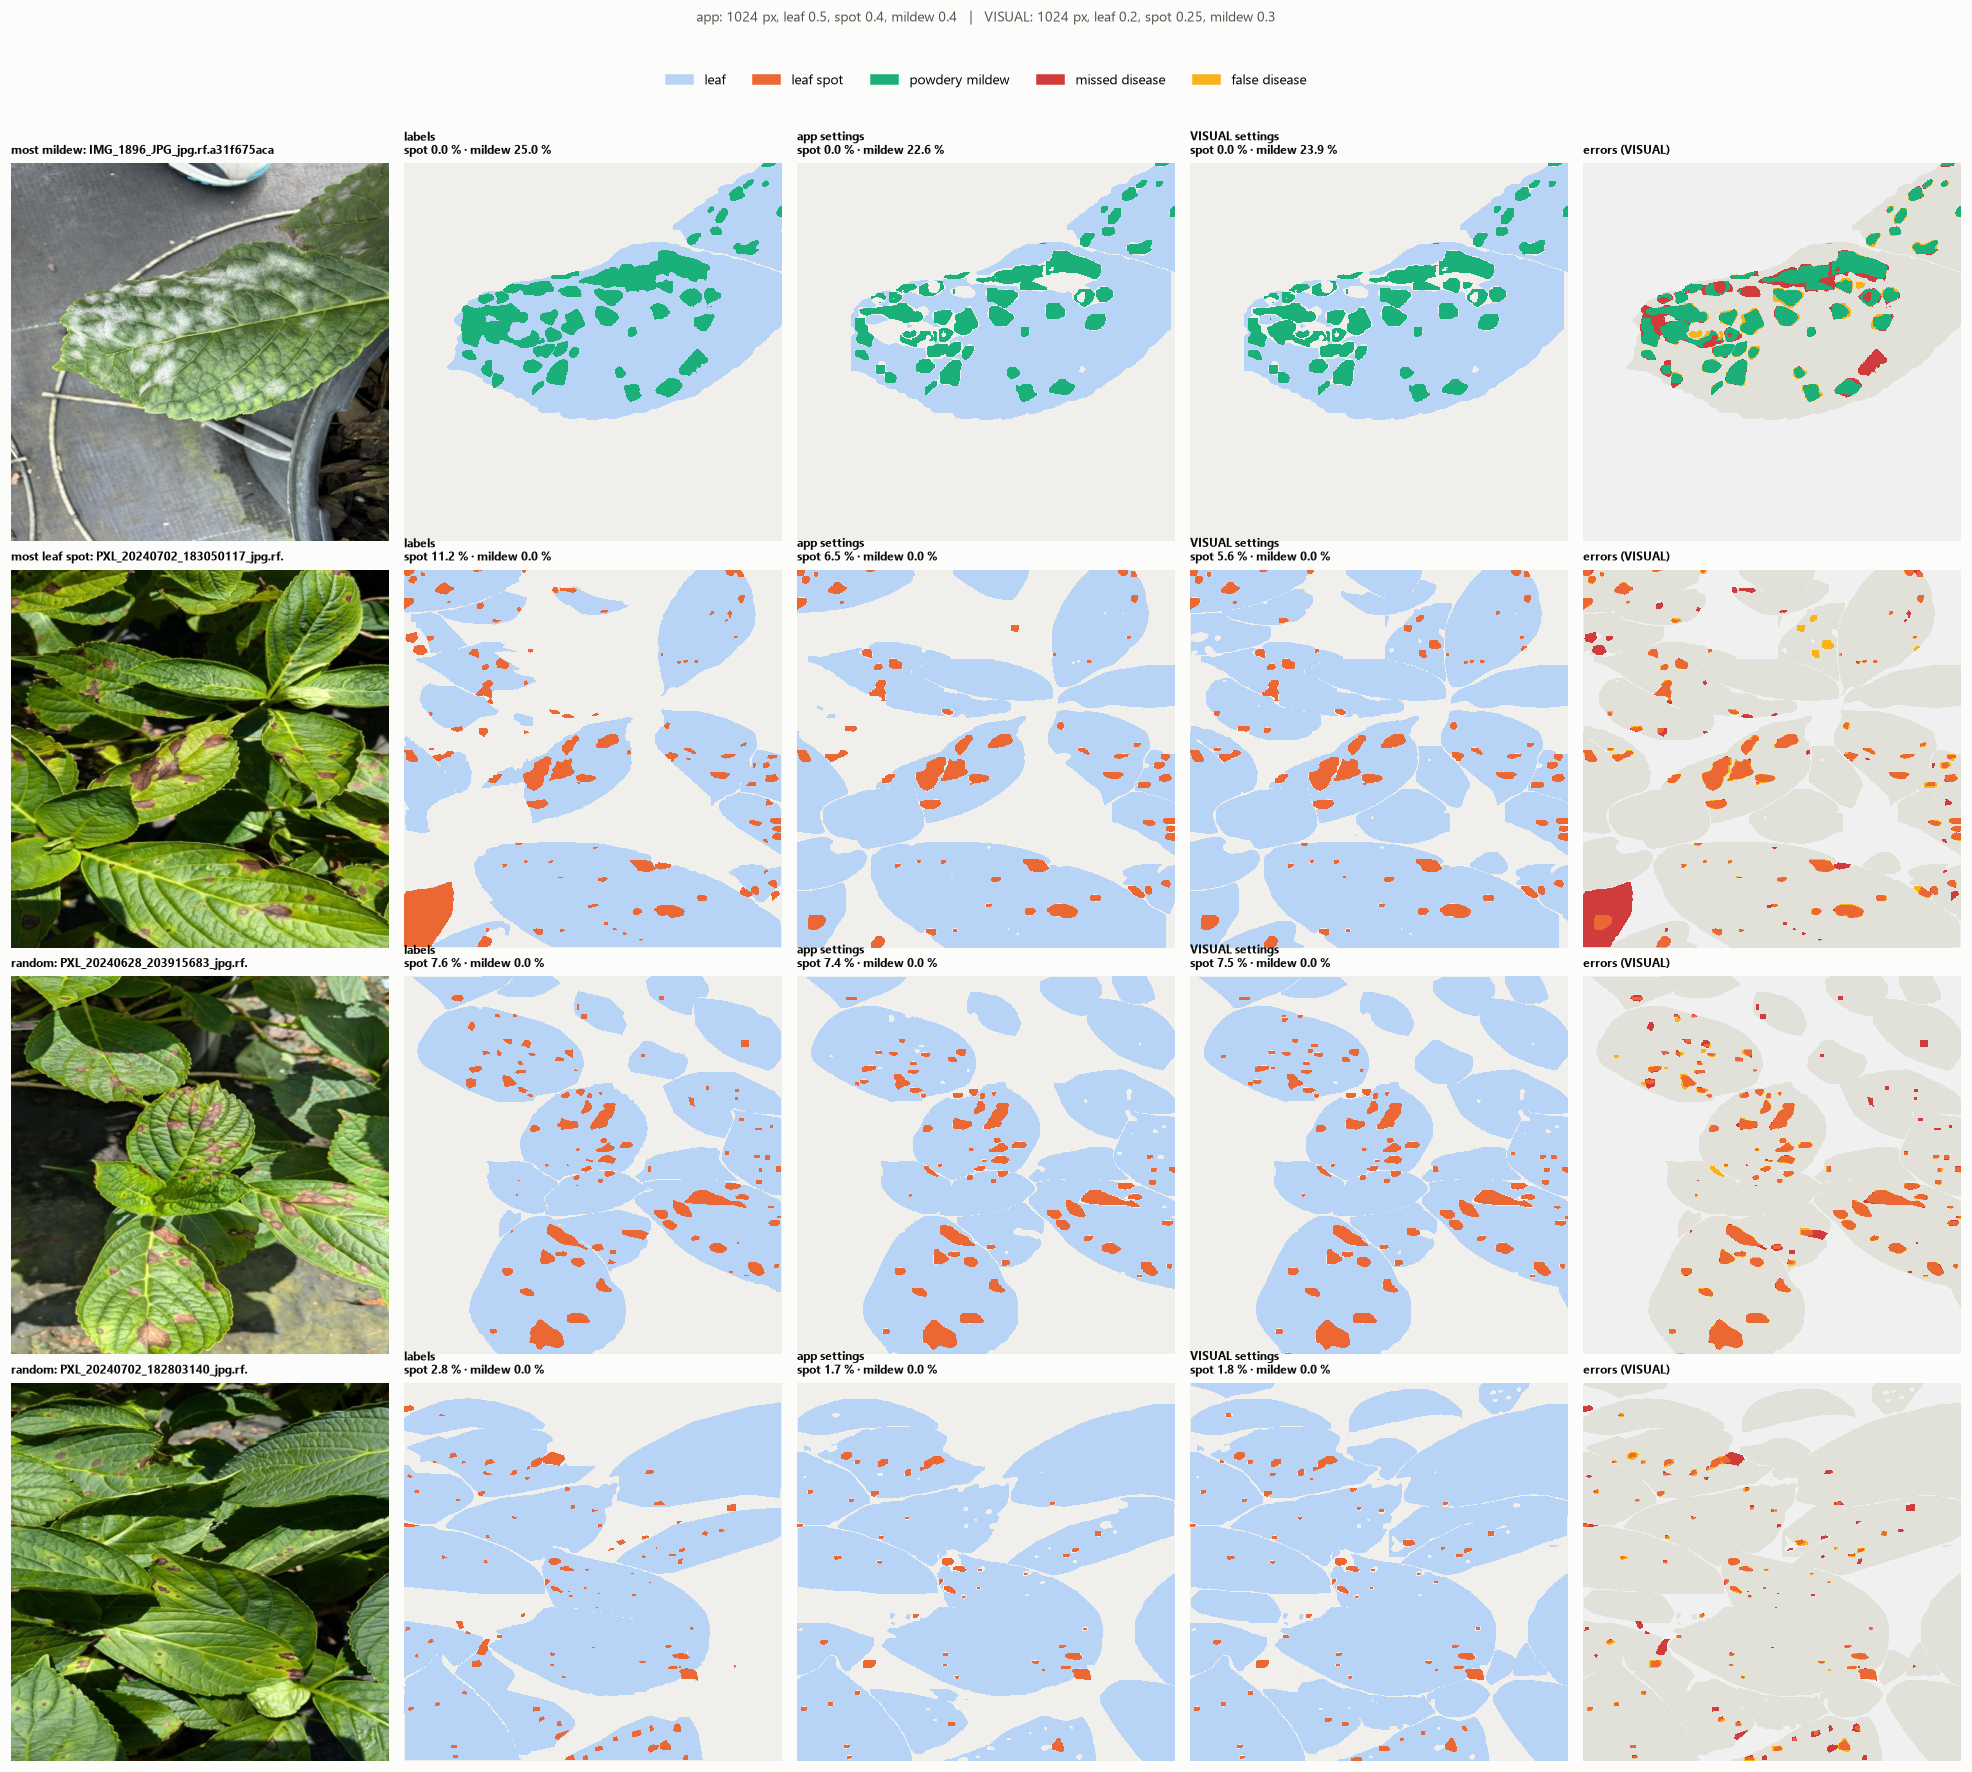 app: 1024 px, leaf 0.5, spot 0.4, mildew 0.4 | VISUAL: 1024 px, leaf 0.2, spot 0.25, mildew 0.3
leaf
leaf spot
powdery mildew
missed disease
false disease
most mildew: IMG_1896_JPG_jpg.rf.a31f675aca
labels
spot 0.0 % · mildew 25.0 %
app settings
spot 0.0 % · mildew 22.6 %
VISUAL settings
spot 0.0 % · mildew 23.9 %
errors (VISUAL)
most leaf spot: PXL_20240702_183050117_jpg.rf.
labels
spot 11.2 % · mildew 0.0 %
app settings
spot 6.5 % · mildew 0.0 %
VISUAL settings
spot 5.6 % · mildew 0.0 %
errors (VISUAL)
random: PXL_20240628_203915683_jpg.rf.
labels
spot 7.6 % · mildew 0.0 %
app settings
spot 7.4 % · mildew 0.0 %
VISUAL settings
spot 7.5 % · mildew 0.0 %
errors (VISUAL)
random: PXL_20240702_182803140_jpg.rf.
labels
spot 2.8 % · mildew 0.0 %
app settings
spot 1.7 % · mildew 0.0 %
VISUAL settings
spot 1.8 % · mildew 0.0 %
errors (VISUAL)